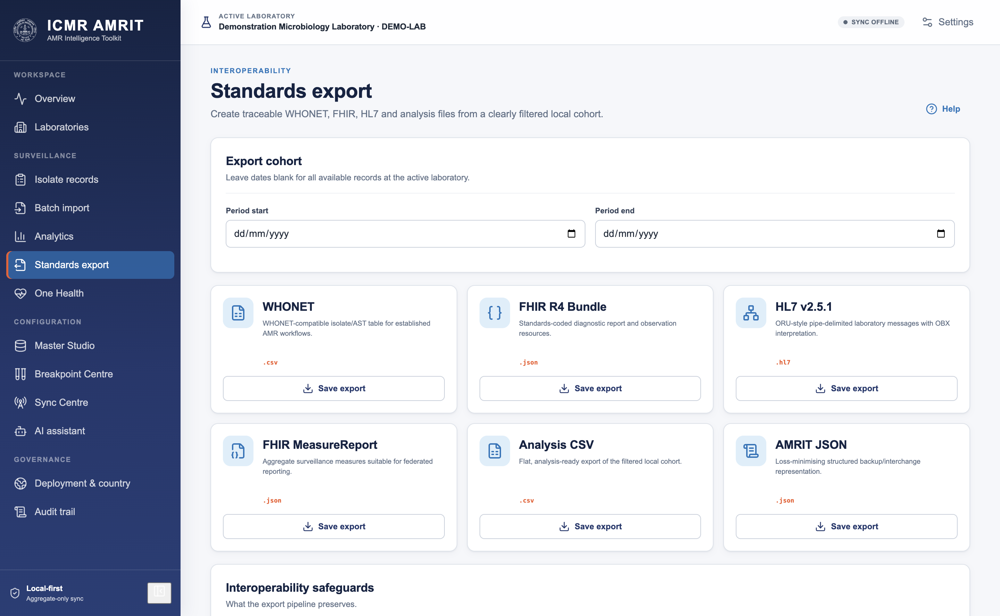 ICMR AMRIT
AMR Intelligence Toolkit
WORKSPACE
Overview
Laboratories
SURVEILLANCE
Isolate records
Batch import
Analytics
Standards export
One Health
CONFIGURATION
Master Studio
Breakpoint Centre
Sync Centre
AI assistant
GOVERNANCE
Deployment & country
Audit trail
Local-first
Aggregate-only sync
ACTIVE LABORATORY
Demonstration Microbiology Laboratory · DEMO-LAB
SYNC OFFLINE
Settings
INTEROPERABILITY
Standards export
Create traceable WHONET, FHIR, HL7 and analysis files from a clearly filtered local cohort.
Help
Export cohort
Leave dates blank for all available records at the active laboratory.
Period start
dd/mm/yyyy
Period end
dd/mm/yyyy
WHONET
WHONET-compatible isolate/AST table for established
AMR workflows.
.csv
Save export
FHIR R4 Bundle
Standards-coded diagnostic report and observation
resources.
.json
Save export
HL7 v2.5.1
ORU-style pipe-delimited laboratory messages with OBX
interpretation.
.hl7
Save export
FHIR MeasureReport
Aggregate surveillance measures suitable for federated
reporting.
.json
Save export
Analysis CSV
Flat, analysis-ready export of the filtered local cohort.
.csv
Save export
AMRIT JSON
Loss-minimising structured backup/interchange
representation.
.json
Save export
Interoperability safeguards
What the export pipeline preserves.